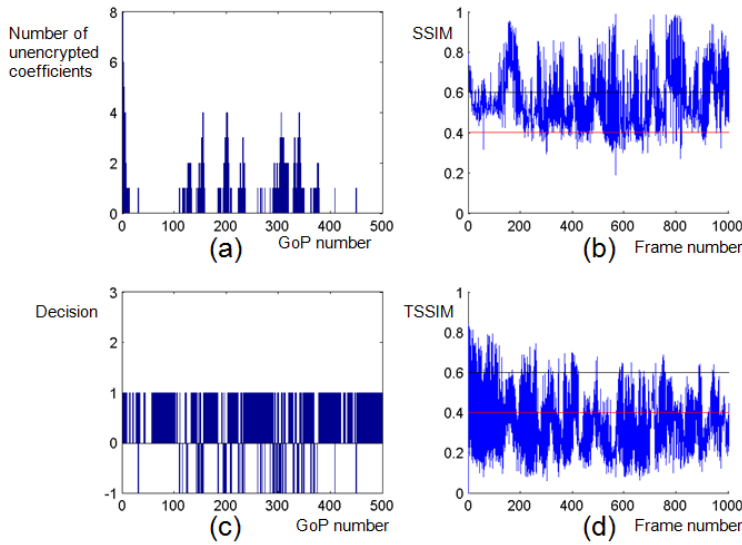 Number of
unencrypted
coefficients
8
6
4
2
0
0 100 200 300 400 500
GoP number
(a)
SSIM
1
0.8
0.6
0.4
0.2
0
0 200 400 600 800 1000
Frame number
(b)
Decision
3
2
1
0
-1
0 100 200 300 400 500
GoP number
(c)
TSSIM
1
0.8
0.6
0.4
0.2
0
0 200 400 600 800 1000
Frame number
(d)